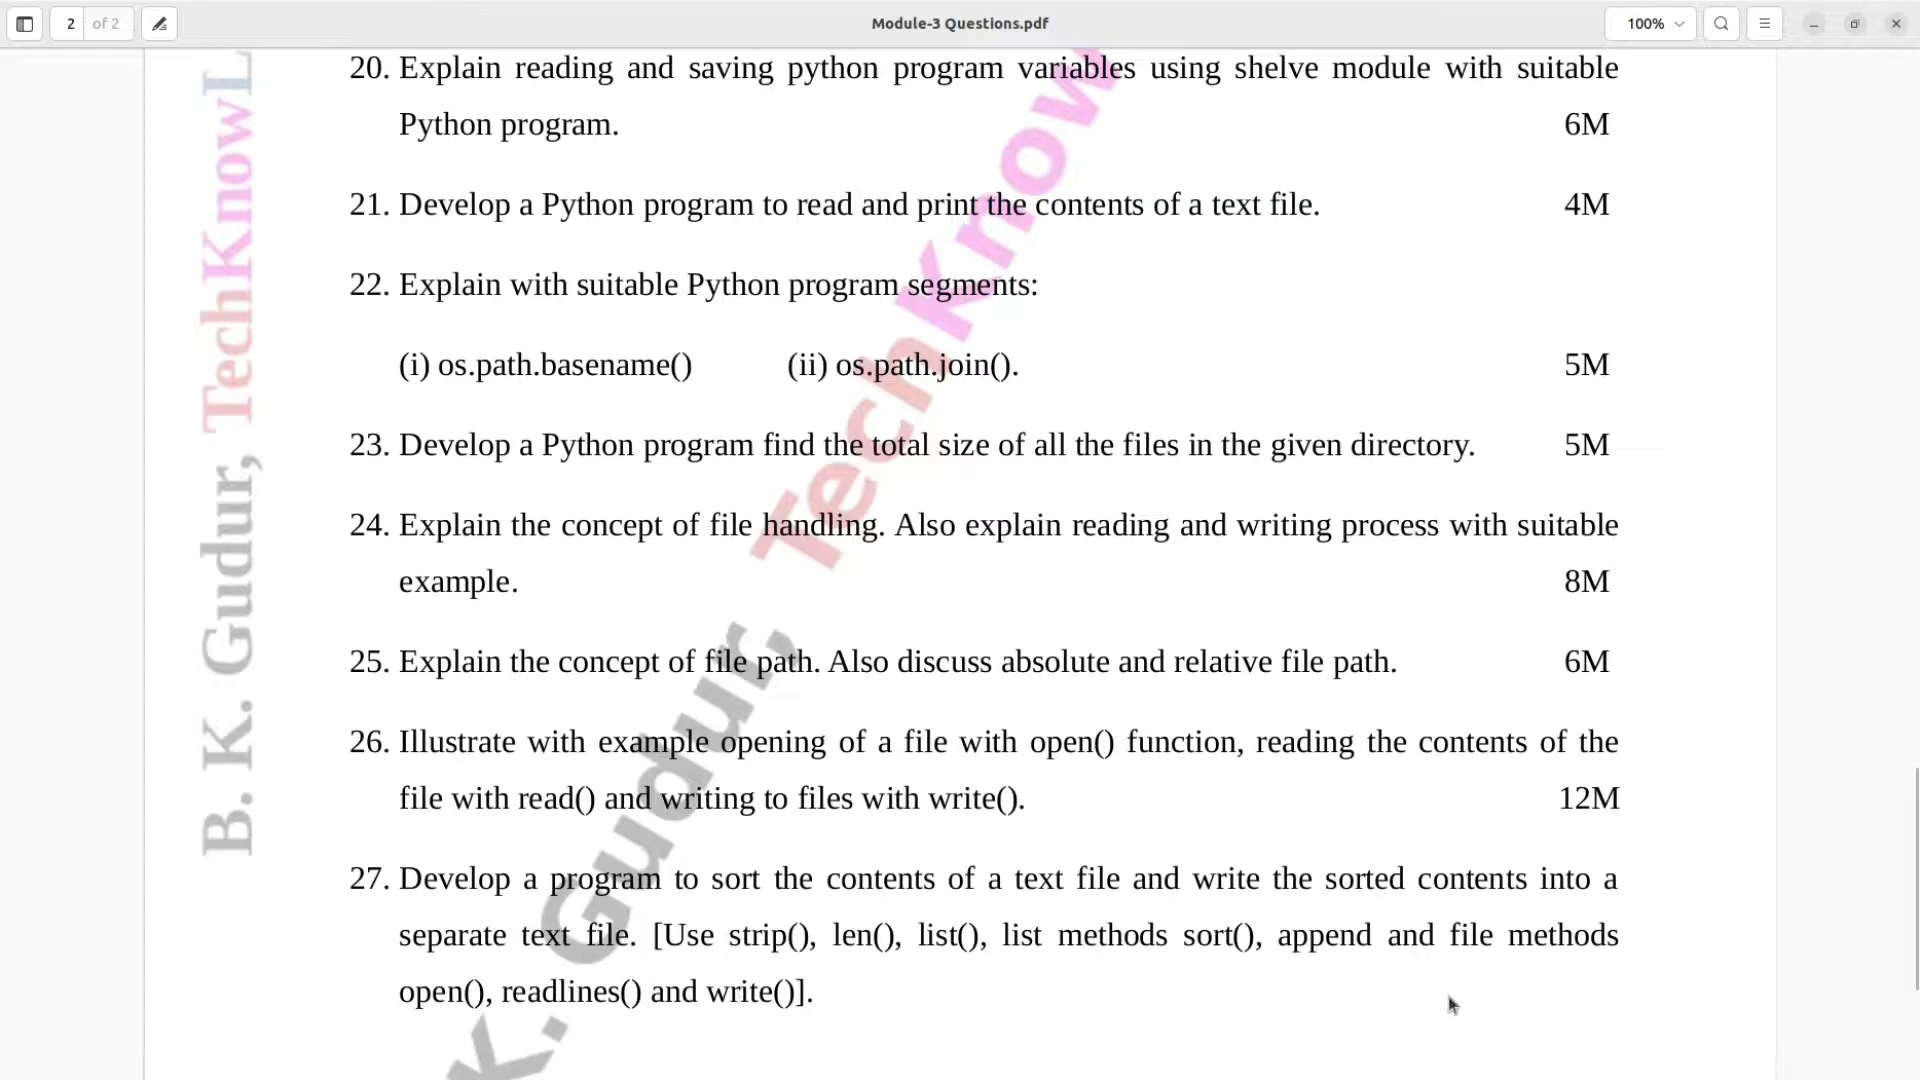 2 of 2
Module-3 Questions.pdf
100%
20. Explain reading and saving python program variables using shelve module with suitable
Python program. 6M
21. Develop a Python program to read and print the contents of a text file. 4M
22. Explain with suitable Python program segments:
(i) os.path.basename() (ii) os.path.join(). 5M
23. Develop a Python program find the total size of all the files in the given directory. 5M
24. Explain the concept of file handling. Also explain reading and writing process with suitable
example. 8M
25. Explain the concept of file path. Also discuss absolute and relative file path. 6M
26. Illustrate with example opening of a file with open() function, reading the contents of the
file with read() and writing to files with write(). 12M
27. Develop a program to sort the contents of a text file and write the sorted contents into a
separate text file. [Use strip(), len(), list(), list methods sort(), append and file methods
open(), readlines() and write()].
B. K. Gudur, TechKnowL
K. Gudur, TechKnow